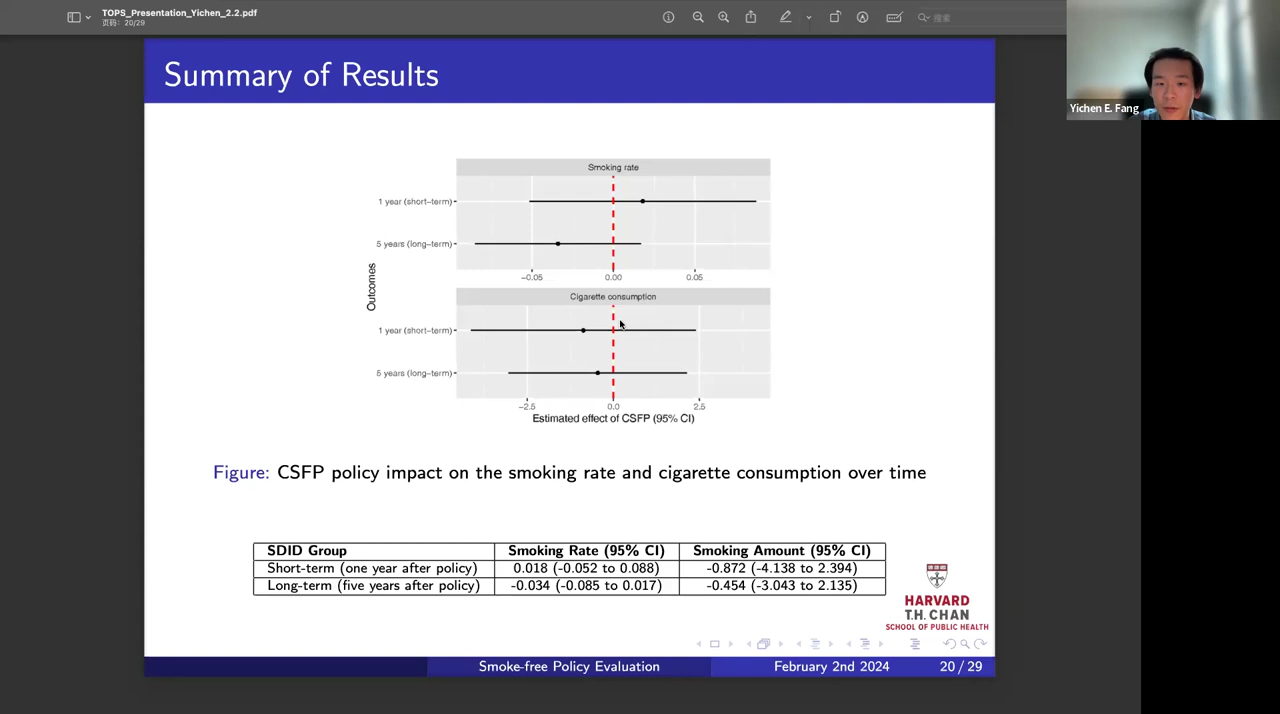 TOPS_Presentation_Yichen_2.2.pdf
页码: 20/29
搜索
Yichen E. Fang
Summary of Results
Smoking rate
1 year (short−term)
5 years (long−term)
−0.05 0.00 0.05
Outcomes
Cigarette consumption
1 year (short−term)
5 years (long−term)
−2.5 0.0 2.5
Estimated effect of CSFP (95% CI)
Figure: CSFP policy impact on the smoking rate and cigarette consumption over time
SDID Group Smoking Rate (95% CI) Smoking Amount (95% CI)
Short-term (one year after policy) 0.018 (-0.052 to 0.088) -0.872 (-4.138 to 2.394)
Long-term (five years after policy) -0.034 (-0.085 to 0.017) -0.454 (-3.043 to 2.135)
HARVARD
T.H. CHAN
SCHOOL OF PUBLIC HEALTH
Smoke-free Policy Evaluation February 2nd 2024 20 / 29